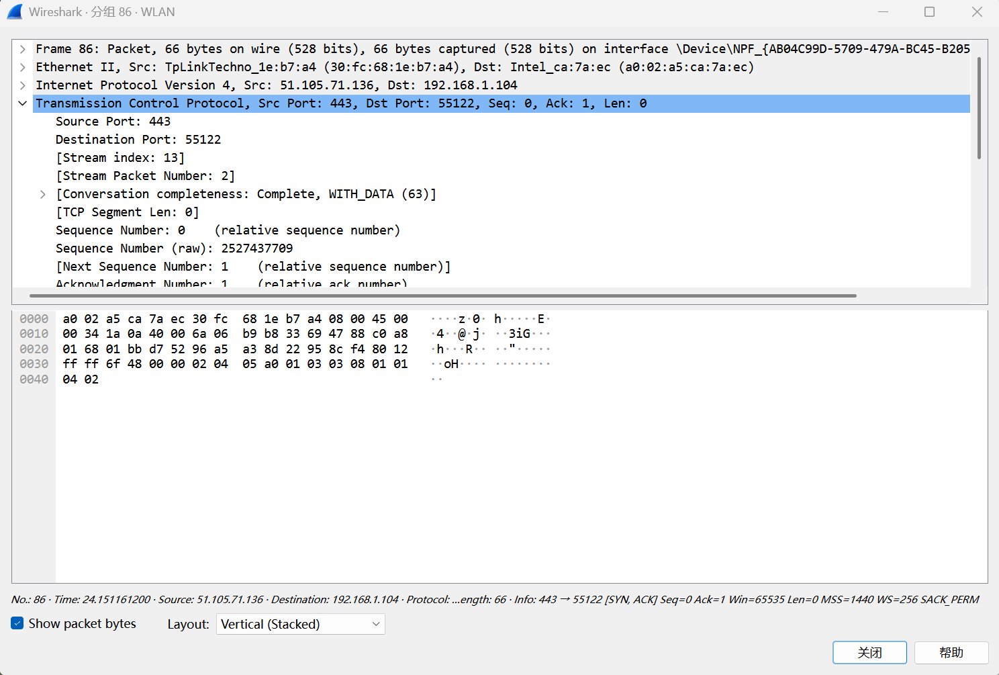 Wireshark · 分组 86 · WLAN
Frame 86: Packet, 66 bytes on wire (528 bits), 66 bytes captured (528 bits) on interface \Device\NPF_{AB04C99D-5709-479A-BC45-B205
Ethernet II, Src: TpLinkTechno_1e:b7:a4 (30:fc:68:1e:b7:a4), Dst: Intel_ca:7a:ec (a0:02:a5:ca:7a:ec)
Internet Protocol Version 4, Src: 51.105.71.136, Dst: 192.168.1.104
Transmission Control Protocol, Src Port: 443, Dst Port: 55122, Seq: 0, Ack: 1, Len: 0
Source Port: 443
Destination Port: 55122
[Stream index: 13]
[Stream Packet Number: 2]
[Conversation completeness: Complete, WITH_DATA (63)]
[TCP Segment Len: 0]
Sequence Number: 0    (relative sequence number)
Sequence Number (raw): 2527437709
[Next Sequence Number: 1    (relative sequence number)]
Acknowledgment Number: 1    (relative ack number)
0000 a0 02 a5 ca 7a ec 30 fc  68 1e b7 a4 08 00 45 00   ····z·0· h·····E·
0010 00 34 1a 0a 40 00 6a 06  b9 b8 33 69 47 88 c0 a8   ·4··@·j· ··3iG···
0020 01 68 01 bb d7 52 96 a5  a3 8d 22 95 8c f4 80 12   ·h···R·· ··"·····
0030 ff ff 6f 48 00 00 02 04  05 a0 01 03 03 08 01 01   ··oH···· ········
0040 04 02   ··
No.: 86 · Time: 24.151161200 · Source: 51.105.71.136 · Destination: 192.168.1.104 · Protocol: …ength: 66 · Info: 443 → 55122 [SYN, ACK] Seq=0 Ack=1 Win=65535 Len=0 MSS=1440 WS=256 SACK_PERM
Show packet bytes Layout: Vertical (Stacked)
关闭 帮助